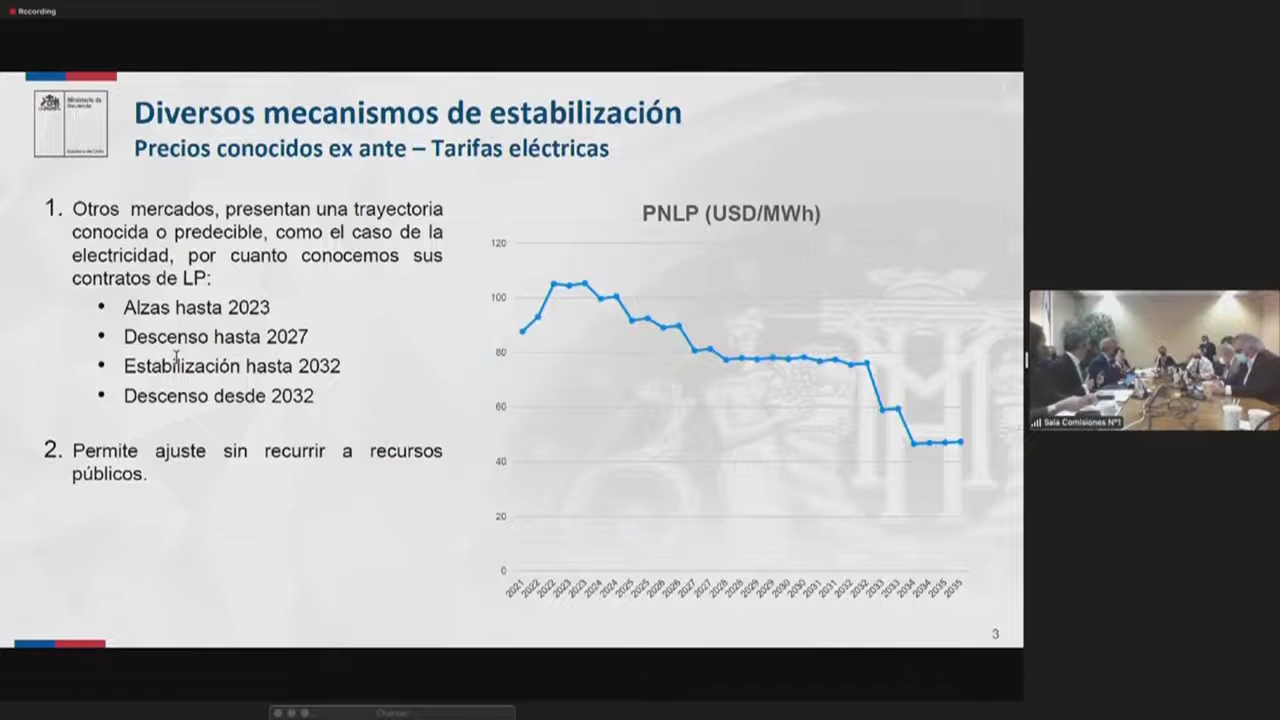 Recording
Ministerio de
Hacienda
Gobierno de Chile
Diversos mecanismos de estabilización
Precios conocidos ex ante – Tarifas eléctricas
1. Otros mercados, presentan una trayectoria
conocida o predecible, como el caso de la
electricidad, por cuanto conocemos sus
contratos de LP:
• Alzas hasta 2023
• Descenso hasta 2027
• Estabilización hasta 2032
• Descenso desde 2032
2. Permite ajuste sin recurrir a recursos
públicos.
PNLP (USD/MWh)
120
100
80
60
40
20
0
2021 2022 2022 2023 2023 2024 2024 2025 2025 2026 2026 2027 2027 2028 2028 2029 2029 2030 2030 2031 2031 2032 2032 2033 2033 2034 2034 2035 2035
3
Sala Comisiones N°1